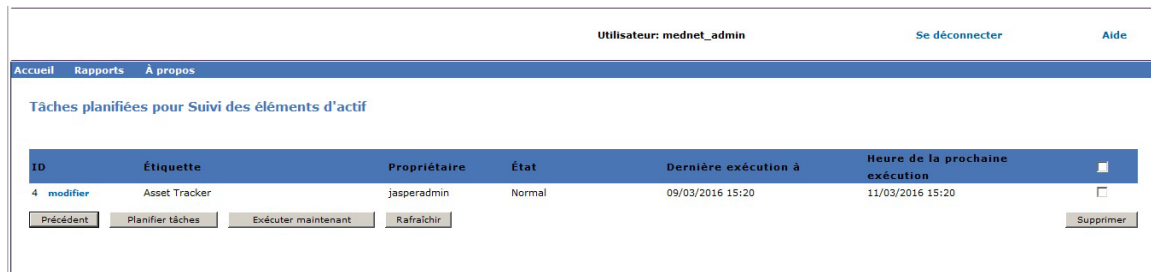 Utilisateur: mednet_admin Se déconnecter Aide
Accueil Rapports À propos
Tâches planifiées pour Suivi des éléments d'actif
ID Étiquette Propriétaire État Dernière exécution à Heure de la prochaine exécution
4 modifier Asset Tracker jasperadmin Normal 09/03/2016 15:20 11/03/2016 15:20
Précédent Planifier tâches Exécuter maintenant Rafraîchir Supprimer